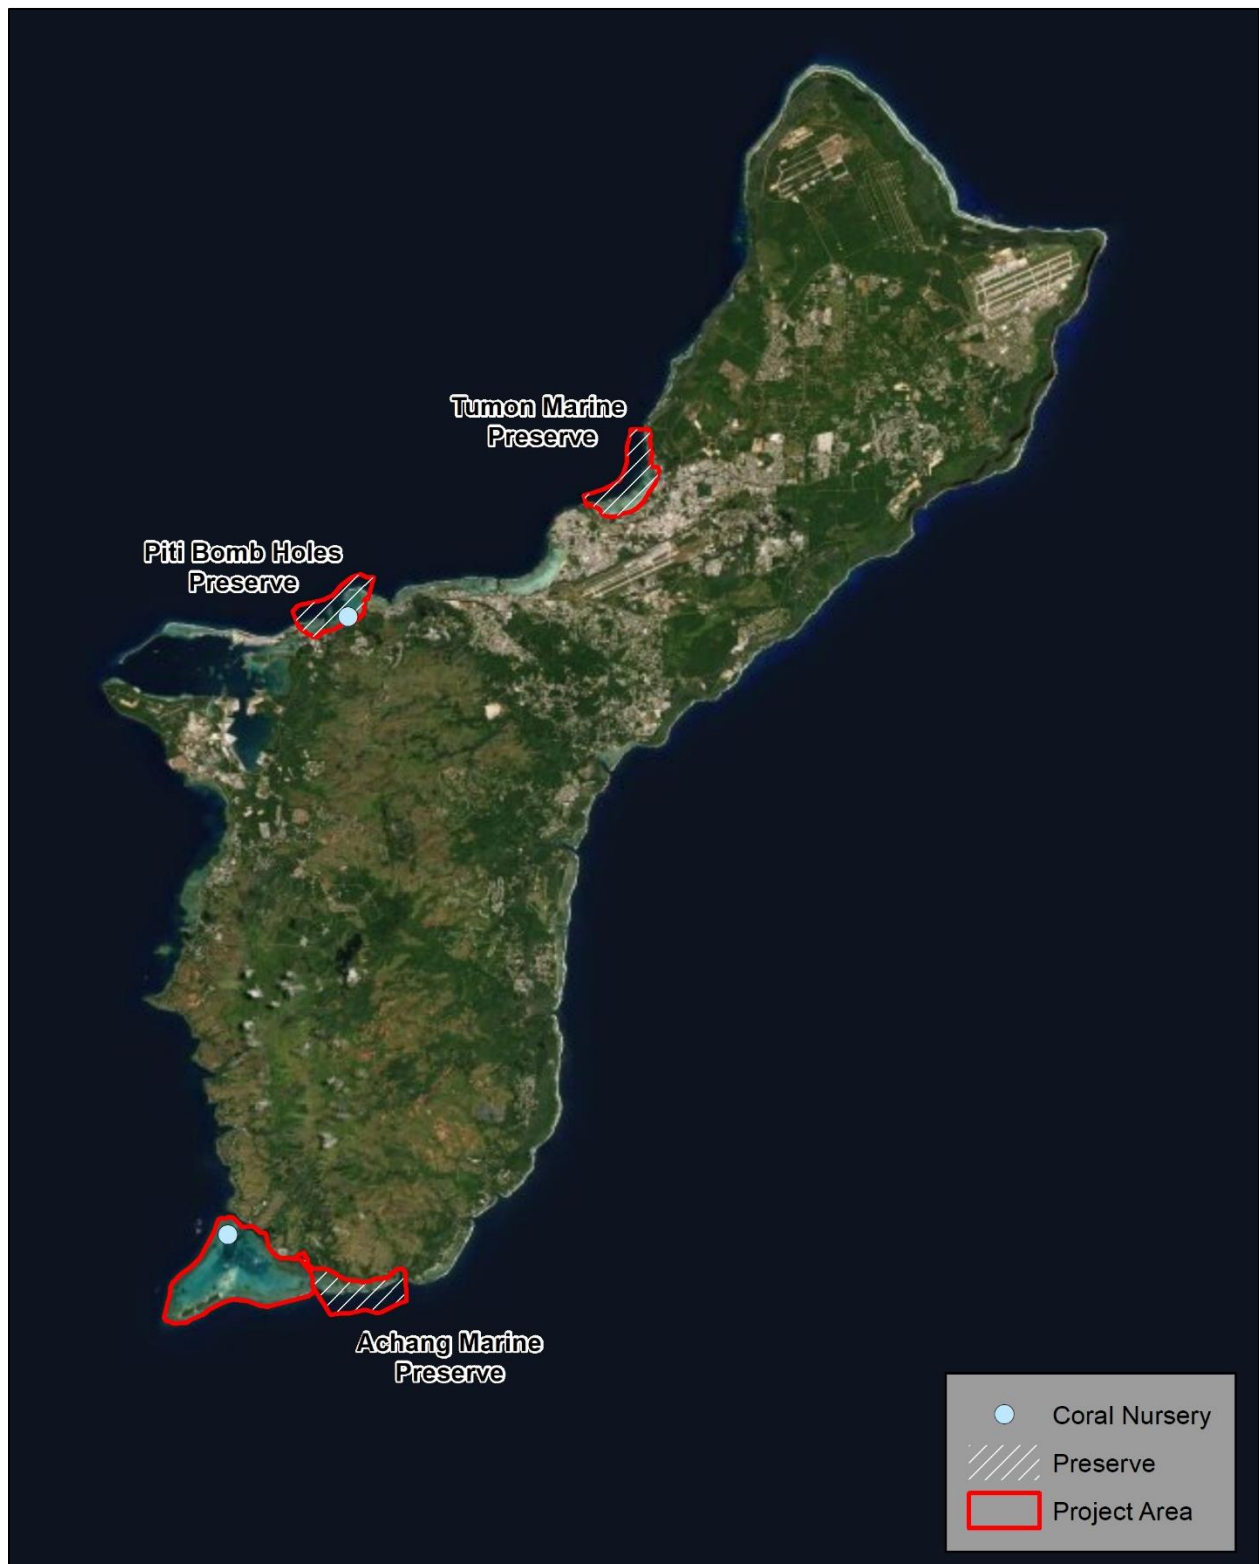 Tumon Marine
Preserve
Piti Bomb Holes
Preserve
Achang Marine
Preserve
Coral Nursery
Preserve
Project Area